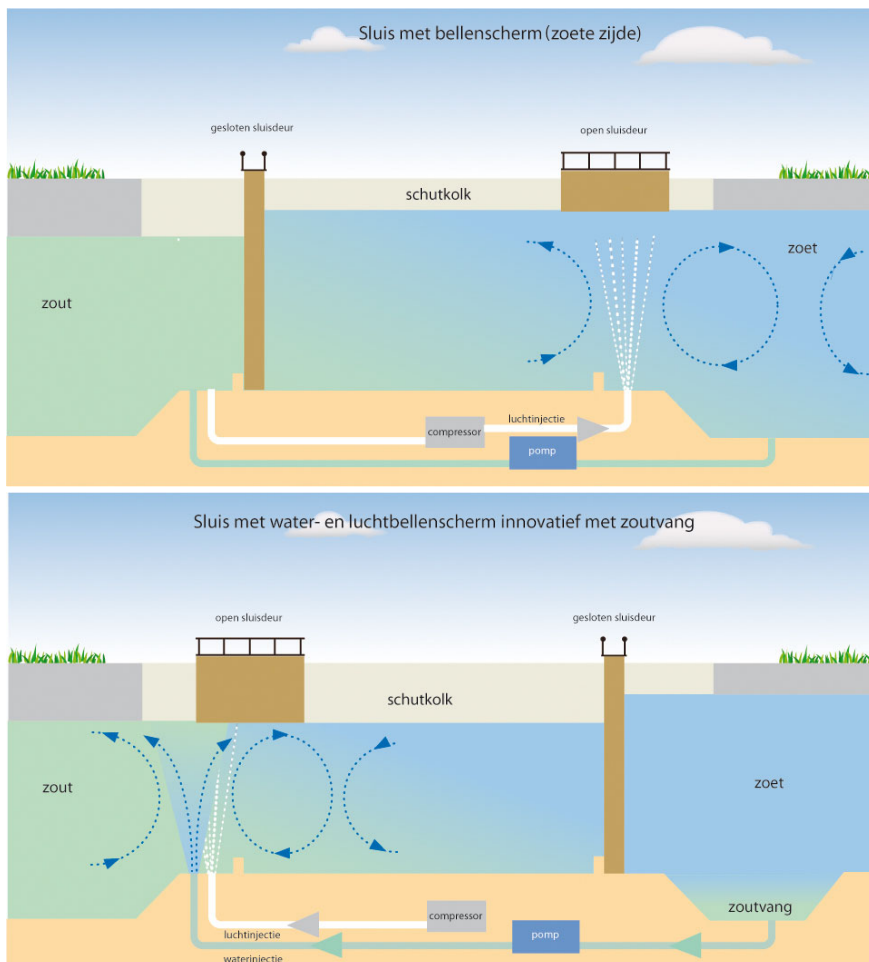 Sluis met bellenscherm (zoete zijde)
gesloten sluisdeur
open sluisdeur
schutkolk
zoet
zout
luchtinjectie
compressor
pomp
Sluis met water- en luchtbellenscherm innovatief met zoutvang
open sluisdeur
gesloten sluisdeur
schutkolk
zout
zoet
zoutvang
compressor
luchtinjectie
pomp
waterinjectie